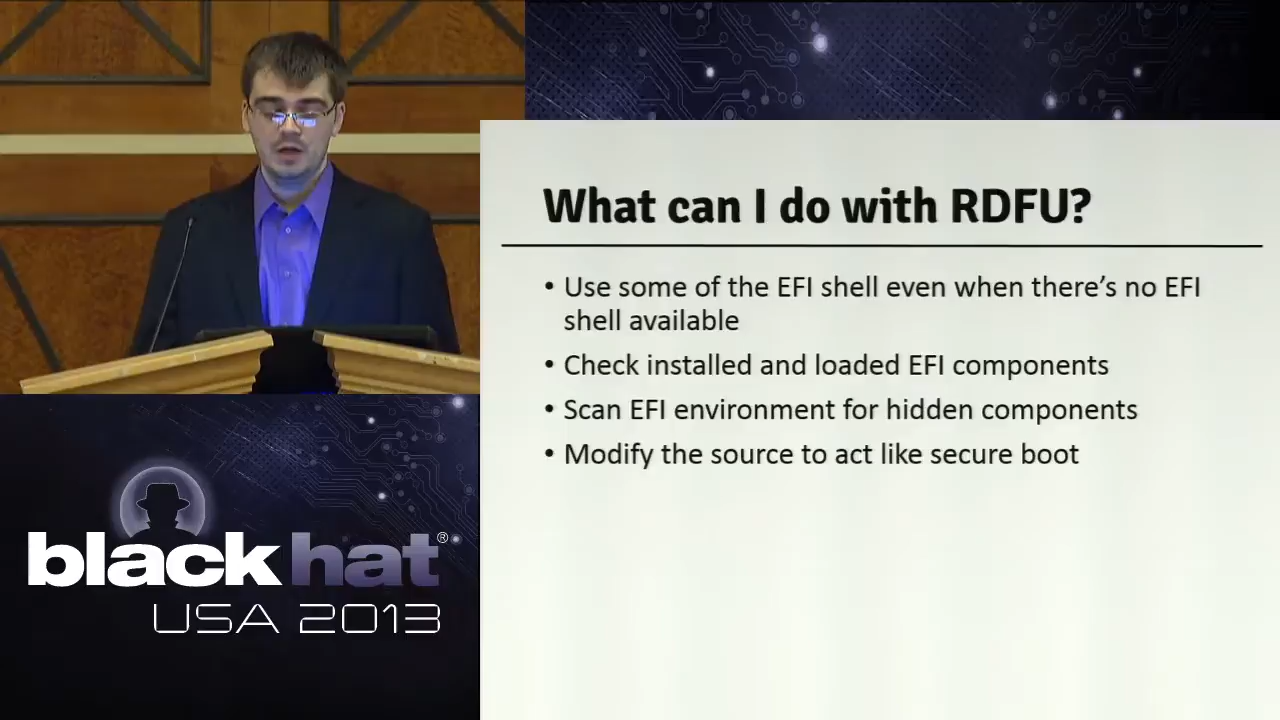 What can I do with RDFU?
• Use some of the EFI shell even when there's no EFI
shell available
• Check installed and loaded EFI components
• Scan EFI environment for hidden components
• Modify the source to act like secure boot
blackhat®
USA 2013